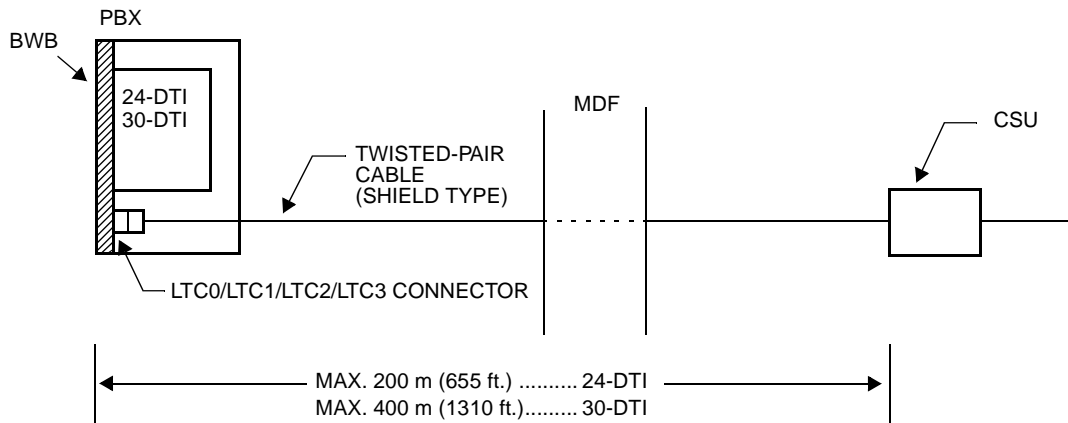 PBX
BWB
24-DTI
30-DTI
MDF
CSU
TWISTED-PAIR
CABLE
(SHIELD TYPE)
LTC0/LTC1/LTC2/LTC3 CONNECTOR
MAX. 200 m (655 ft.) .......... 24-DTI
MAX. 400 m (1310 ft.)......... 30-DTI